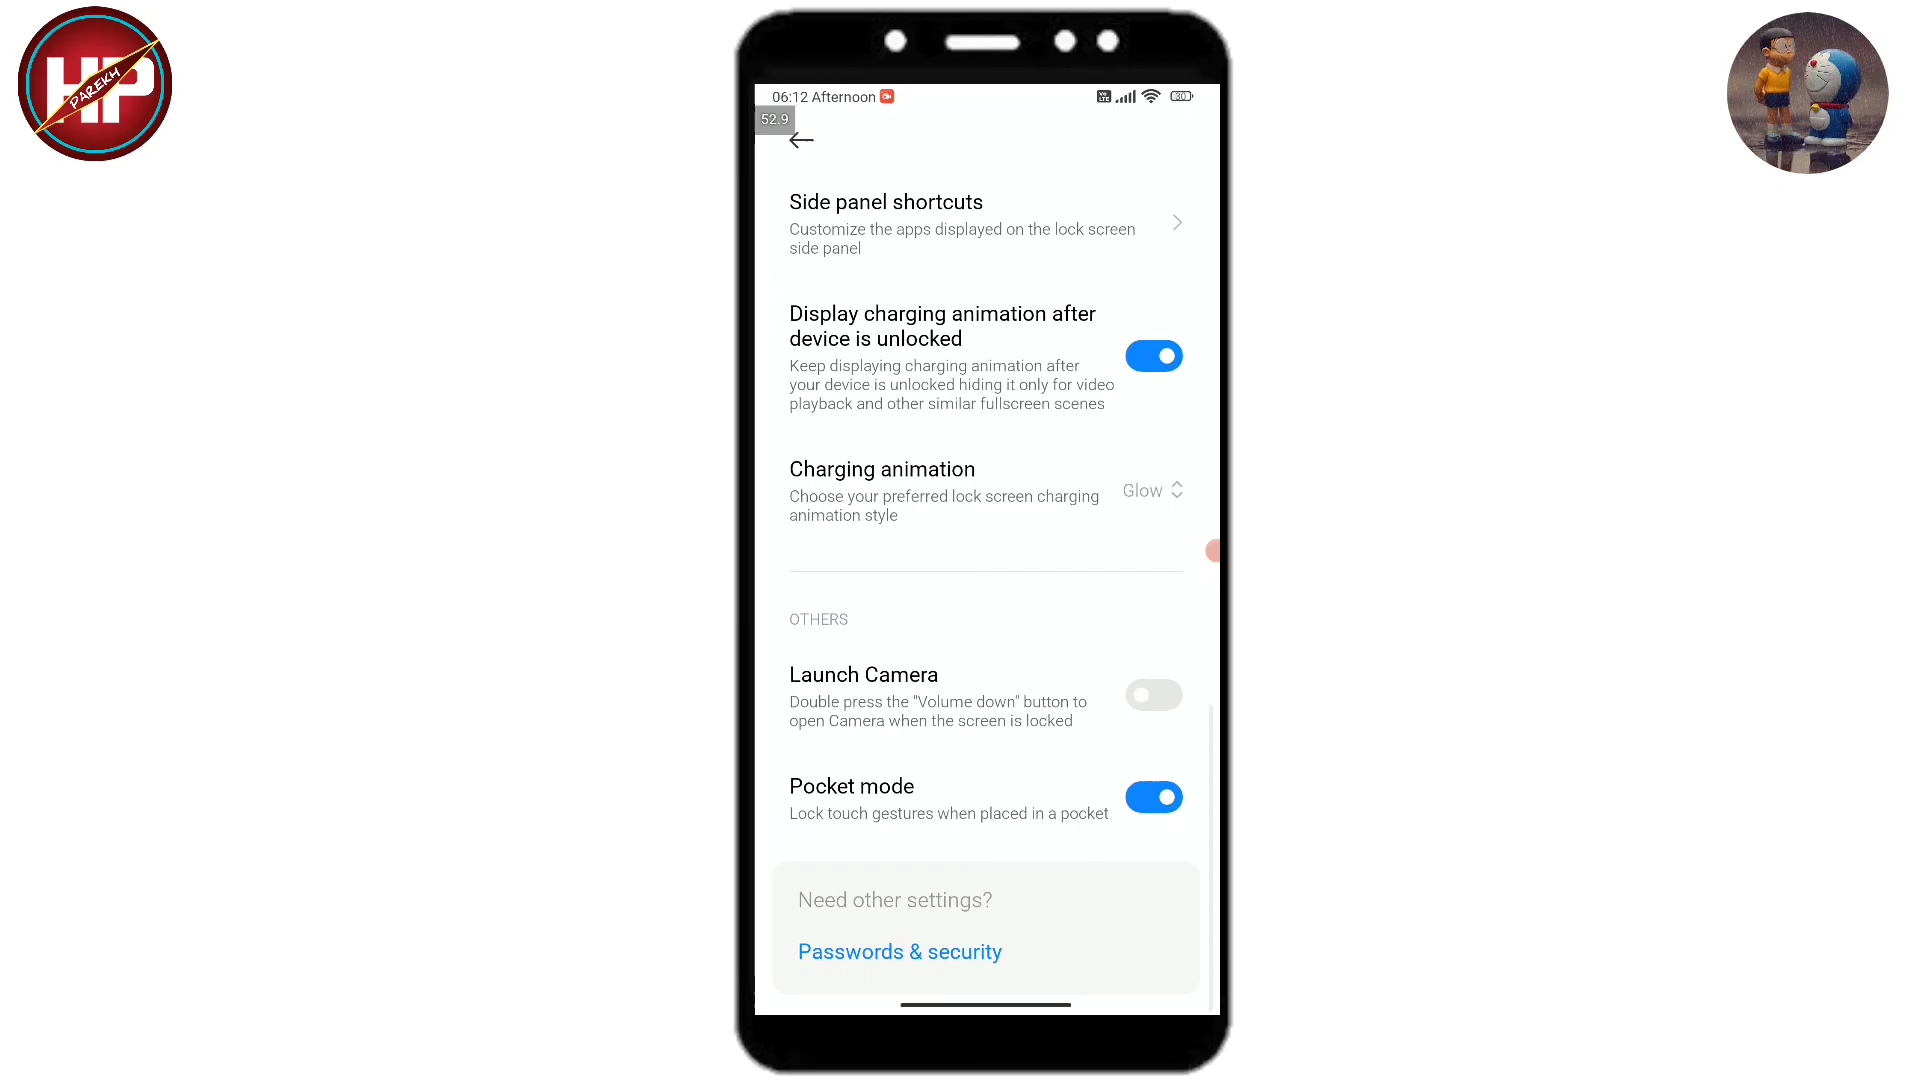 HP
PAREKH
06:12 Afternoon
Vo
LTE
30
52.9
Side panel shortcuts
Customize the apps displayed on the lock screen
side panel
Display charging animation after
device is unlocked
Keep displaying charging animation after
your device is unlocked hiding it only for video
playback and other similar fullscreen scenes
Charging animation
Glow
Choose your preferred lock screen charging
animation style
OTHERS
Launch Camera
Double press the "Volume down" button to
open Camera when the screen is locked
Pocket mode
Lock touch gestures when placed in a pocket
Need other settings?
Passwords & security